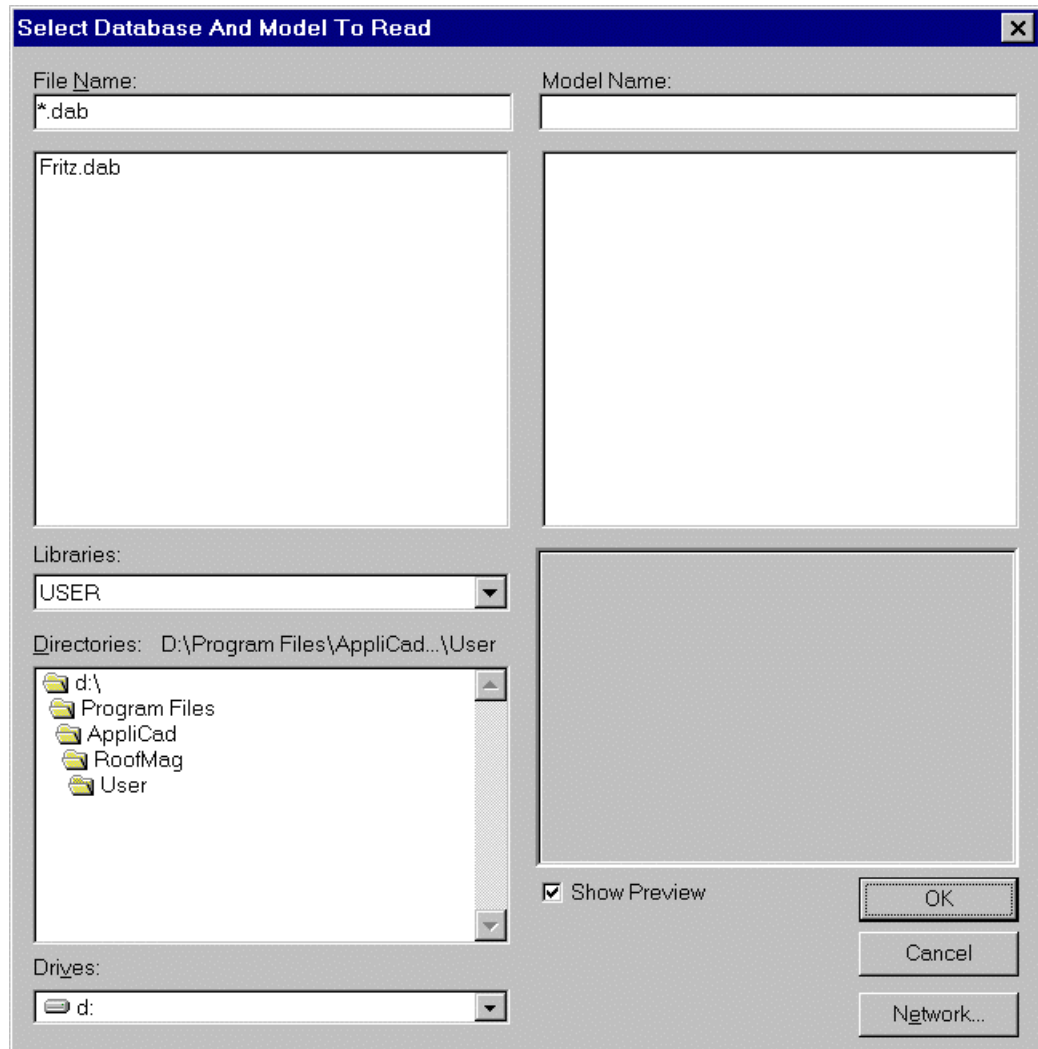 Select Database And Model To Read
File Name:
*.dab
Fritz.dab
Model Name:
Libraries:
USER
Directories: D:\Program Files\AppliCad...\User
d:\
Program Files
AppliCad
RoofMag
User
Drives:
d:
Show Preview
OK
Cancel
Network...